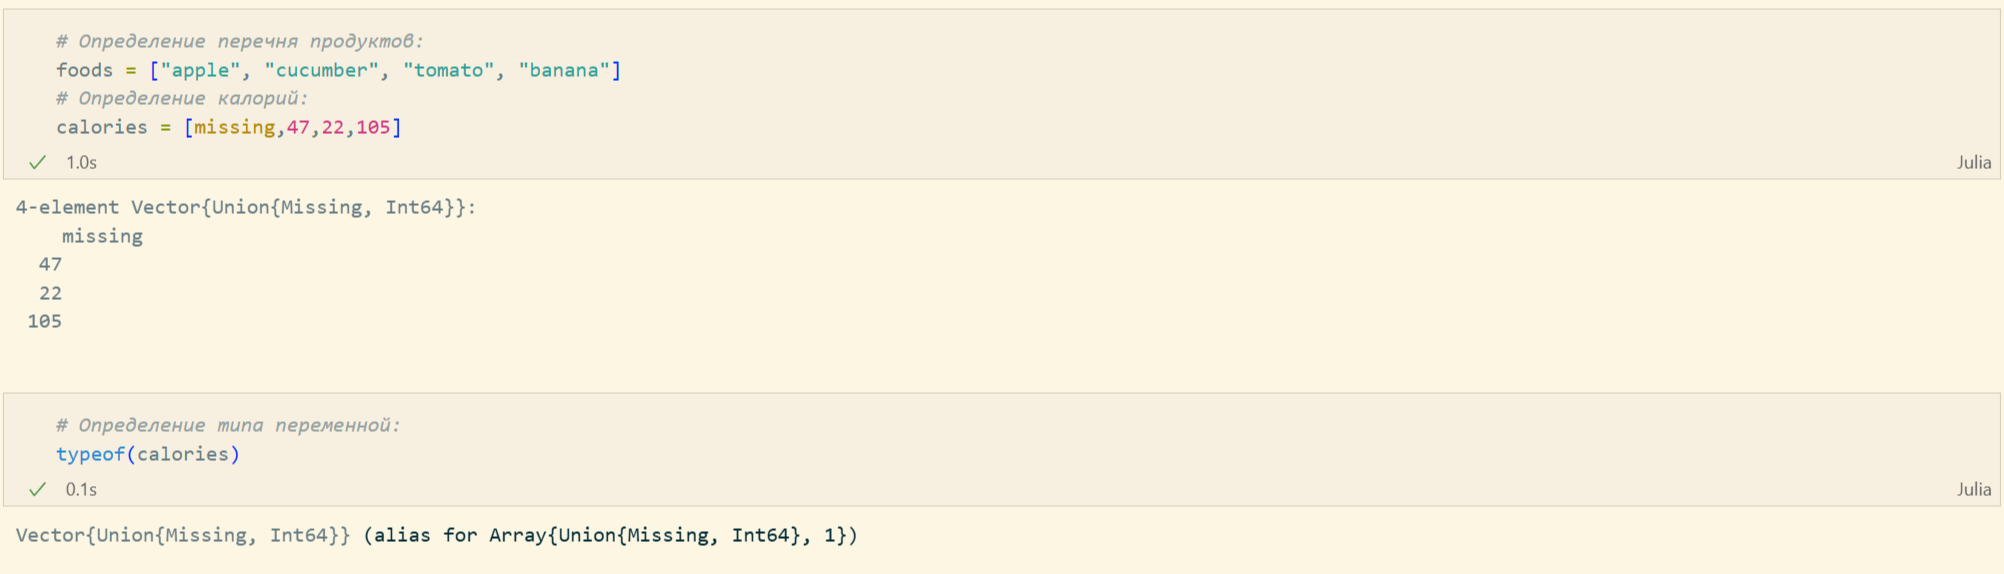 # Определение перечня продуктов:
foods = ["apple", "cucumber", "tomato", "banana"]
# Определение калорий:
calories = [missing,47,22,105]
1.0s
Julia
4-element Vector{Union{Missing, Int64}}:
missing
47
22
105
# Определение типа переменной:
typeof(calories)
0.1s
Julia
Vector{Union{Missing, Int64}} (alias for Array{Union{Missing, Int64}, 1})